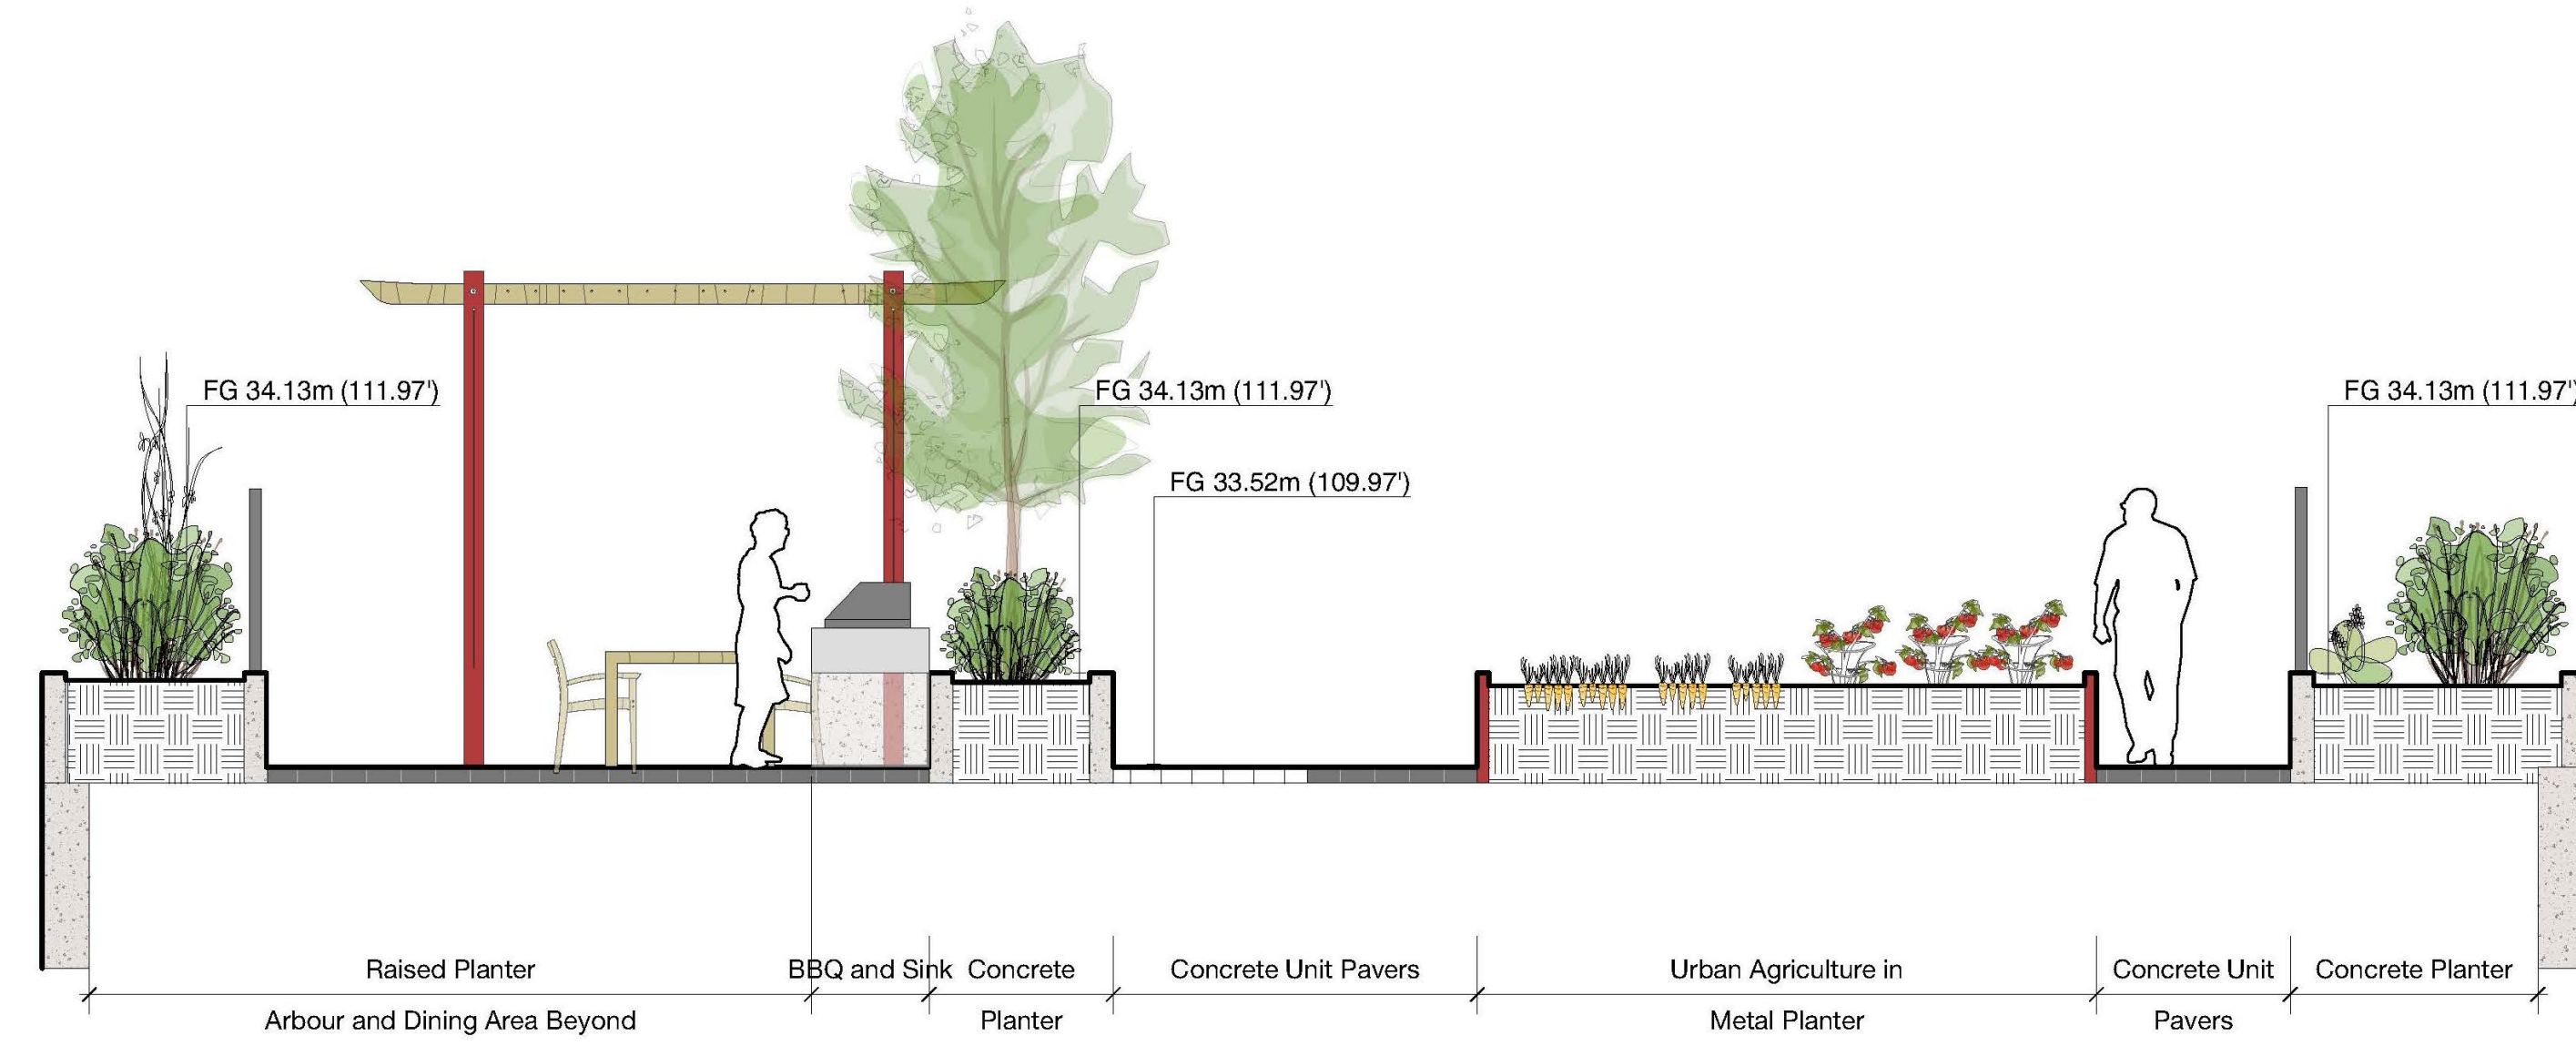 FG 34.13m (111.97')
FG 34.13m (111.97')
FG 34.13m (111.97')
FG 33.52m (109.97')
Raised Planter
Arbour and Dining Area Beyond
BBQ and Sink
Concrete
Planter
Concrete Unit Pavers
Urban Agriculture in
Metal Planter
Concrete Unit
Pavers
Concrete Planter